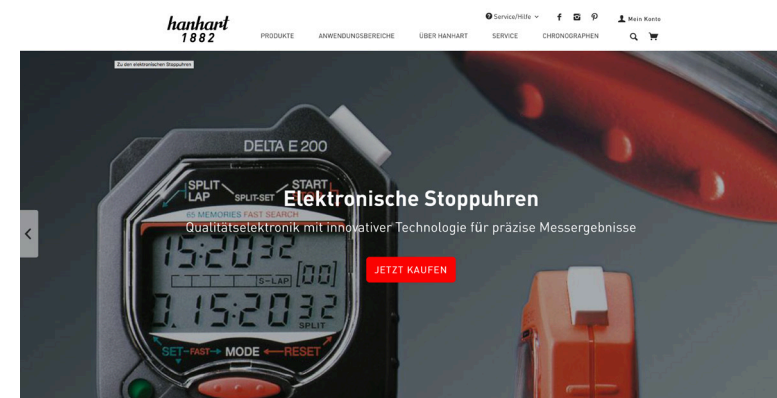 hanhart
1882
Service/Hilfe
Mein Konto
PRODUKTE
ANWENDUNGSBEREICHE
ÜBER HANHART
SERVICE
CHRONOGRAPHEN
Zu den elektronischen Stoppuhren
DELTA E 200
SPLIT
LAP
SPLIT-SET
START
65 MEMORIES FAST SEARCH
Elektronische Stoppuhren
Qualitätselektronik mit innovativer Technologie für präzise Messergebnisse
JETZT KAUFEN
15:20 32
S-LAP
[00]
0. 15:20 32
SPLIT
SET -FAST- MODE RESET